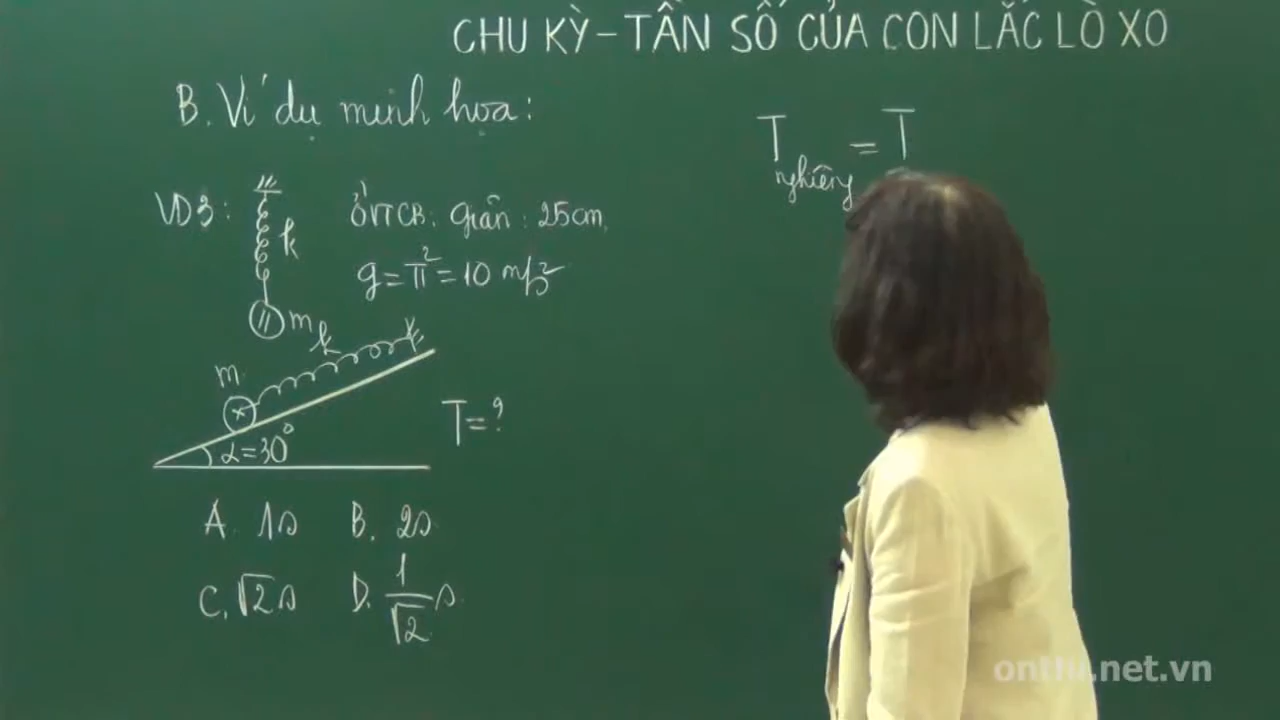 CHU KỲ - TẦN SỐ CỦA CON LẮC LÒ XO
B. Ví dụ minh họa:
VD3:
k
m
Ở VTCB: Giãn: 25cm,
g = π² = 10 m/s²
m
k
α = 30°
T = ?
A. 1s B. 2s
C. √2 s D. 1/√2 s
T nghiêng = T
onthi.net.vn